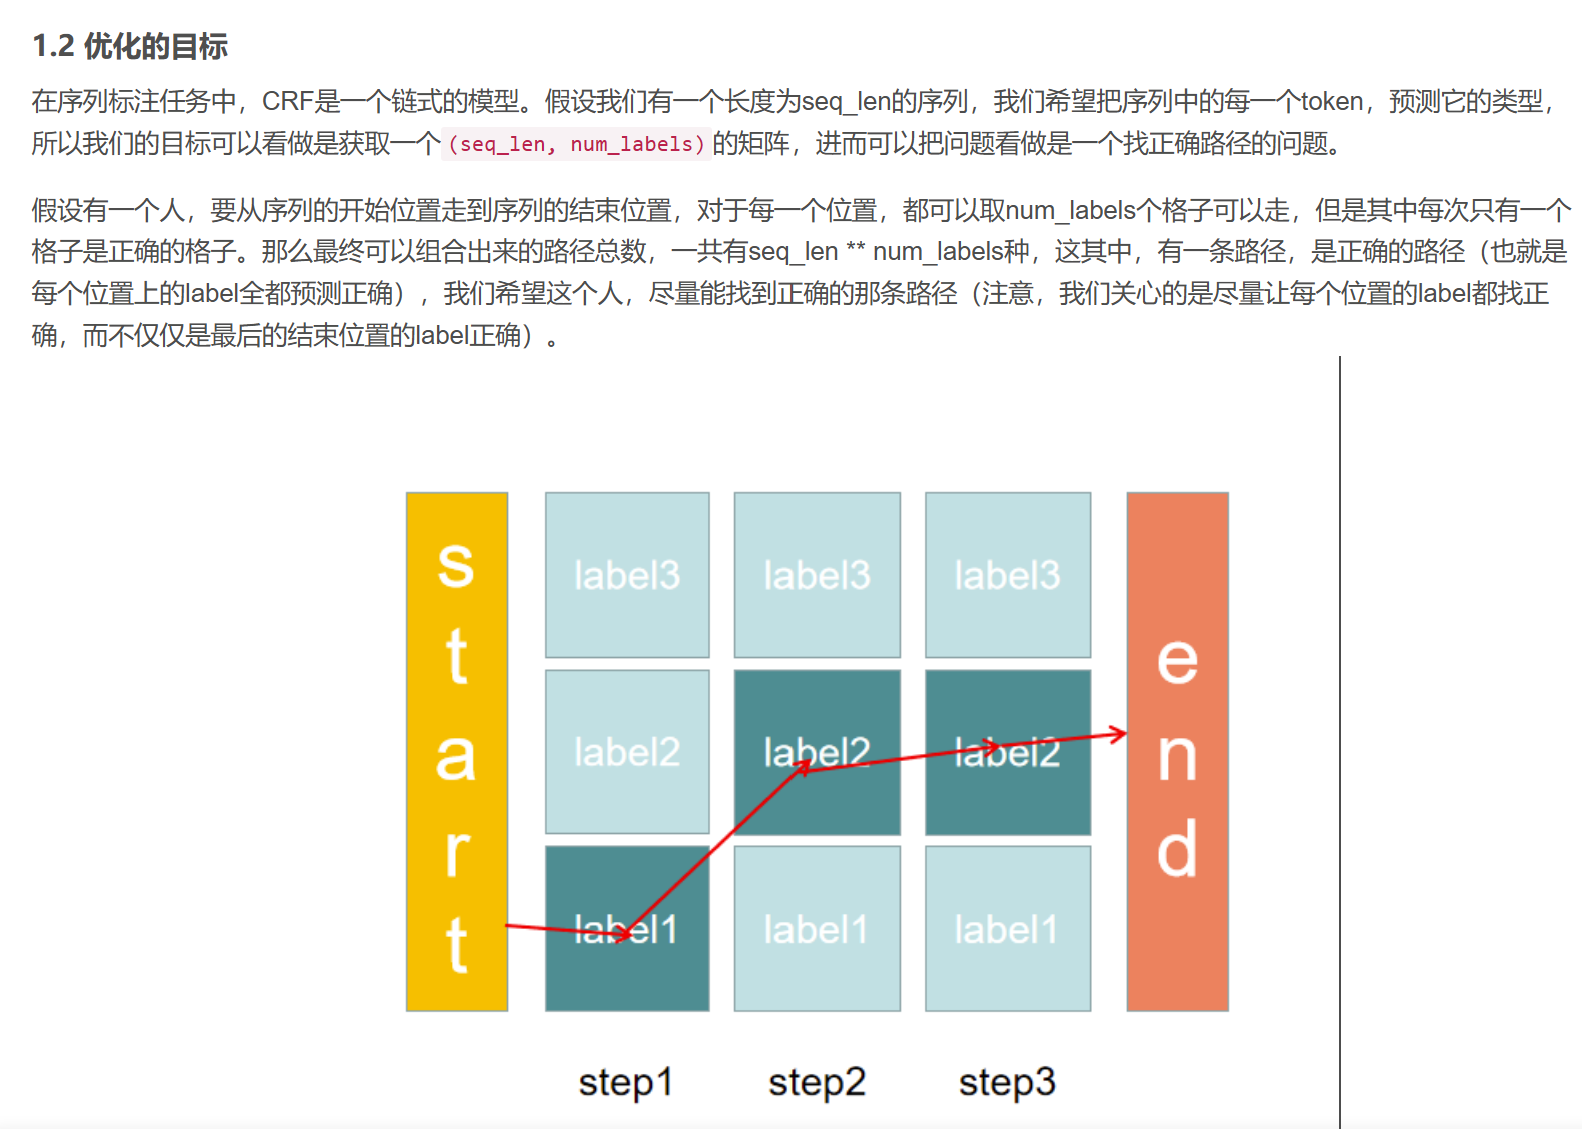 1.2 优化的目标
在序列标注任务中，CRF是一个链式的模型。假设我们有一个长度为seq_len的序列，我们希望把序列中的每一个token，预测它的类型，
所以我们的目标可以看做是获取一个(seq_len, num_labels)的矩阵，进而可以把问题看做是一个找正确路径的问题。
假设有一个人，要从序列的开始位置走到序列的结束位置，对于每一个位置，都可以取num_labels个格子可以走，但是其中每次只有一个
格子是正确的格子。那么最终可以组合出来的路径总数，一共有seq_len ** num_labels种，这其中，有一条路径，是正确的路径（也就是
每个位置上的label全都预测正确），我们希望这个人，尽量能找到正确的那条路径（注意，我们关心的是尽量让每个位置的label都找正
确，而不仅仅是最后的结束位置的label正确）。
start
label3 label3 label3
label2 label2 label2
label1 label1 label1
end
step1 step2 step3